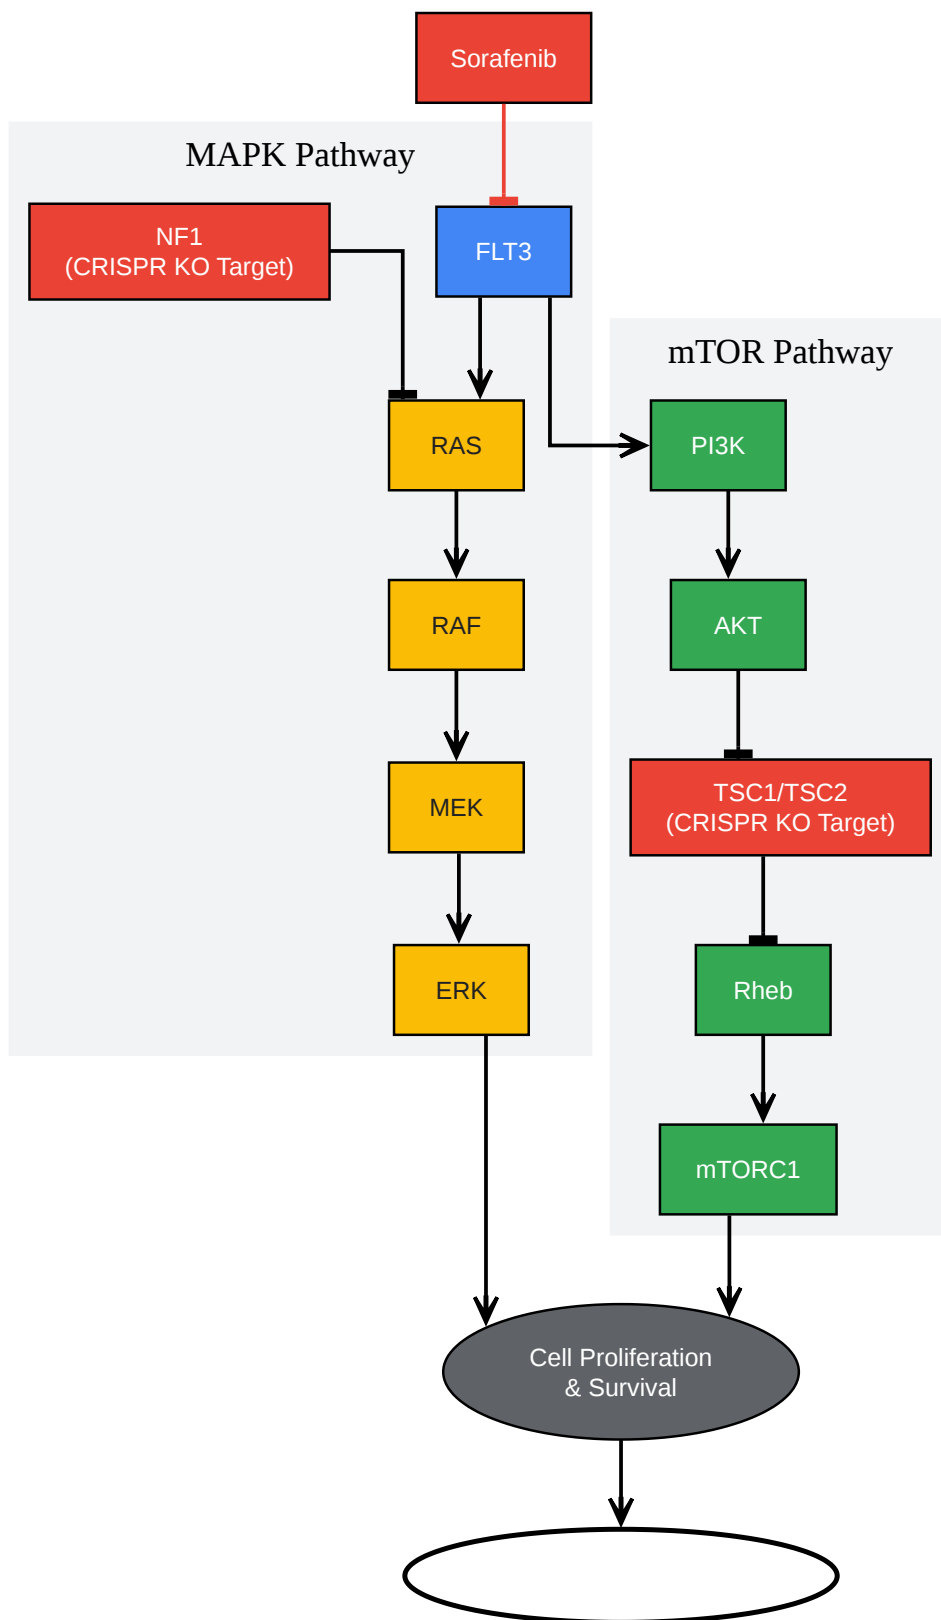 Sorafenib
MAPK Pathway
NF1
(CRISPR KO Target)
FLT3
mTOR Pathway
RAS
PI3K
RAF
AKT
MEK
TSC1/TSC2
(CRISPR KO Target)
ERK
Rheb
mTORC1
Cell Proliferation
& Survival